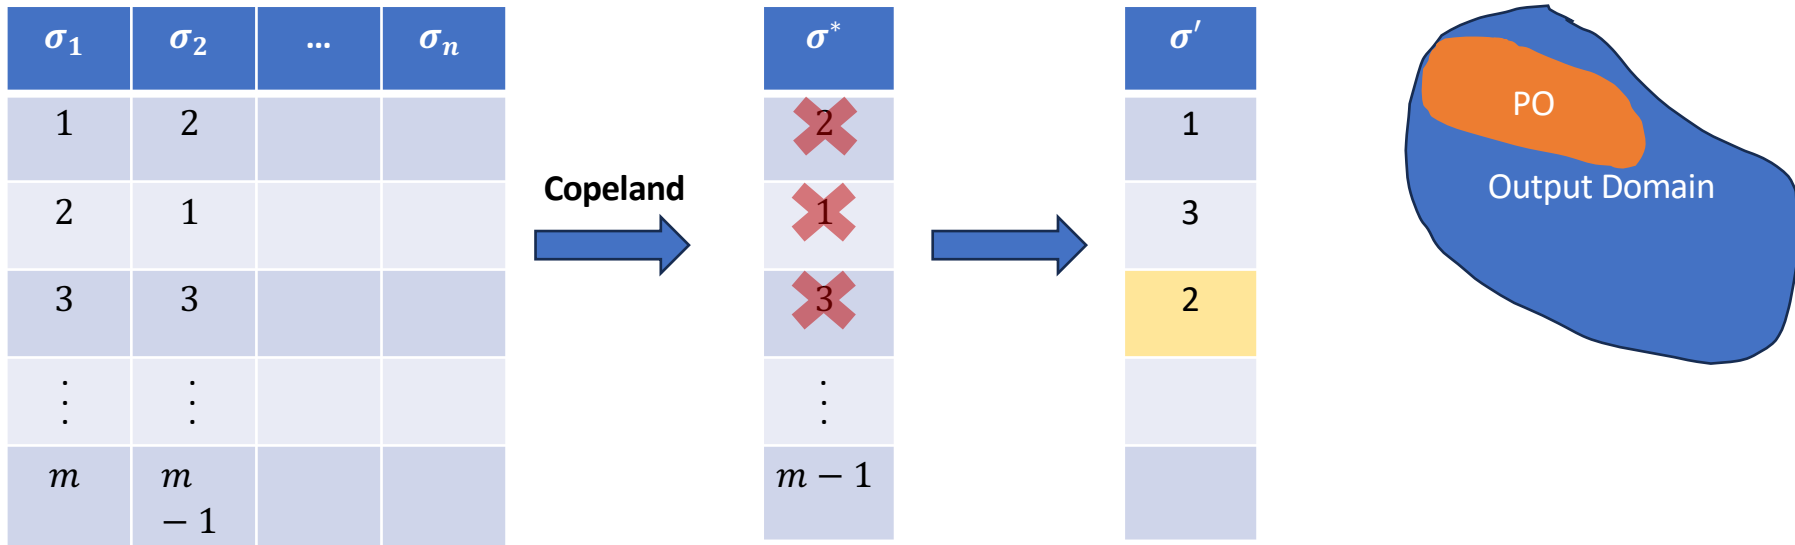 σ₁ σ₂ ... σₙ
1 2
2 1
3 3
⋮ ⋮
m m
− 1
Copeland
σ*
2
1
3
⋮
m − 1
σ′
1
3
2
PO
Output Domain